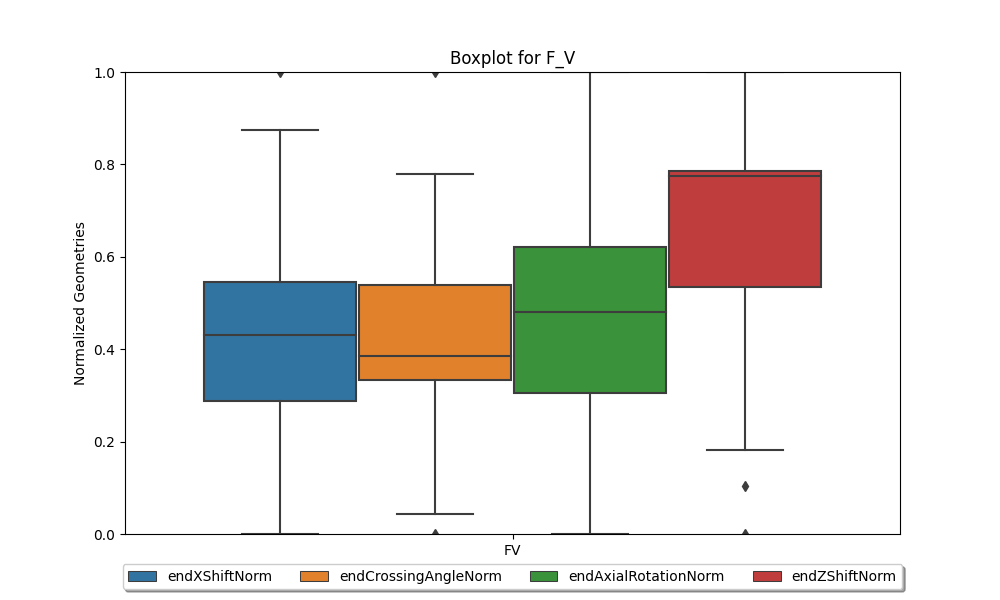 Boxplot for F_V
1.0
0.8
0.6
0.4
0.2
0.0
Normalized Geometries
FV
endXShiftNorm endCrossingAngleNorm endAxialRotationNorm endZShiftNorm